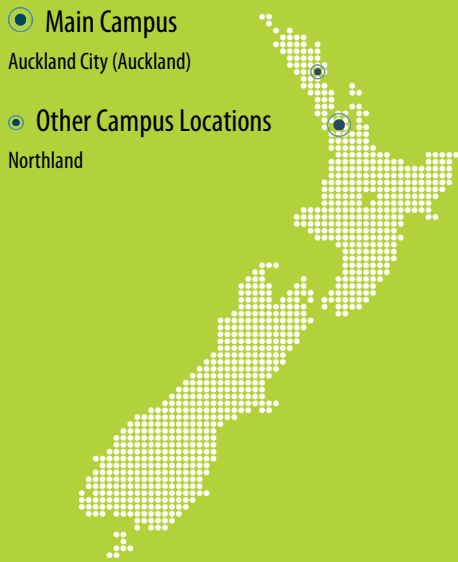 Main Campus
Auckland City (Auckland)
Other Campus Locations
Northland